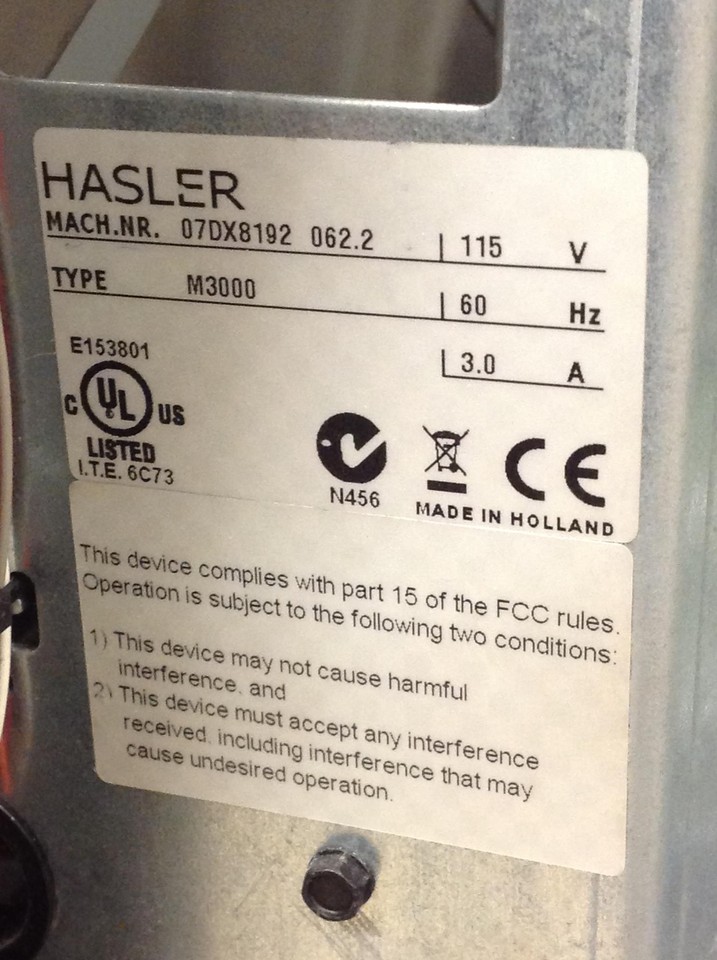 HASLER
MACH.NR. 07DX8192 062.2 115 V
TYPE M3000 60 Hz
3.0 A
E153801
C UL US
LISTED
I.T.E. 6C73
N456
CE
MADE IN HOLLAND
This device complies with part 15 of the FCC rules.
Operation is subject to the following two conditions:
1) This device may not cause harmful
interference, and
2) This device must accept any interference
received, including interference that may
cause undesired operation.